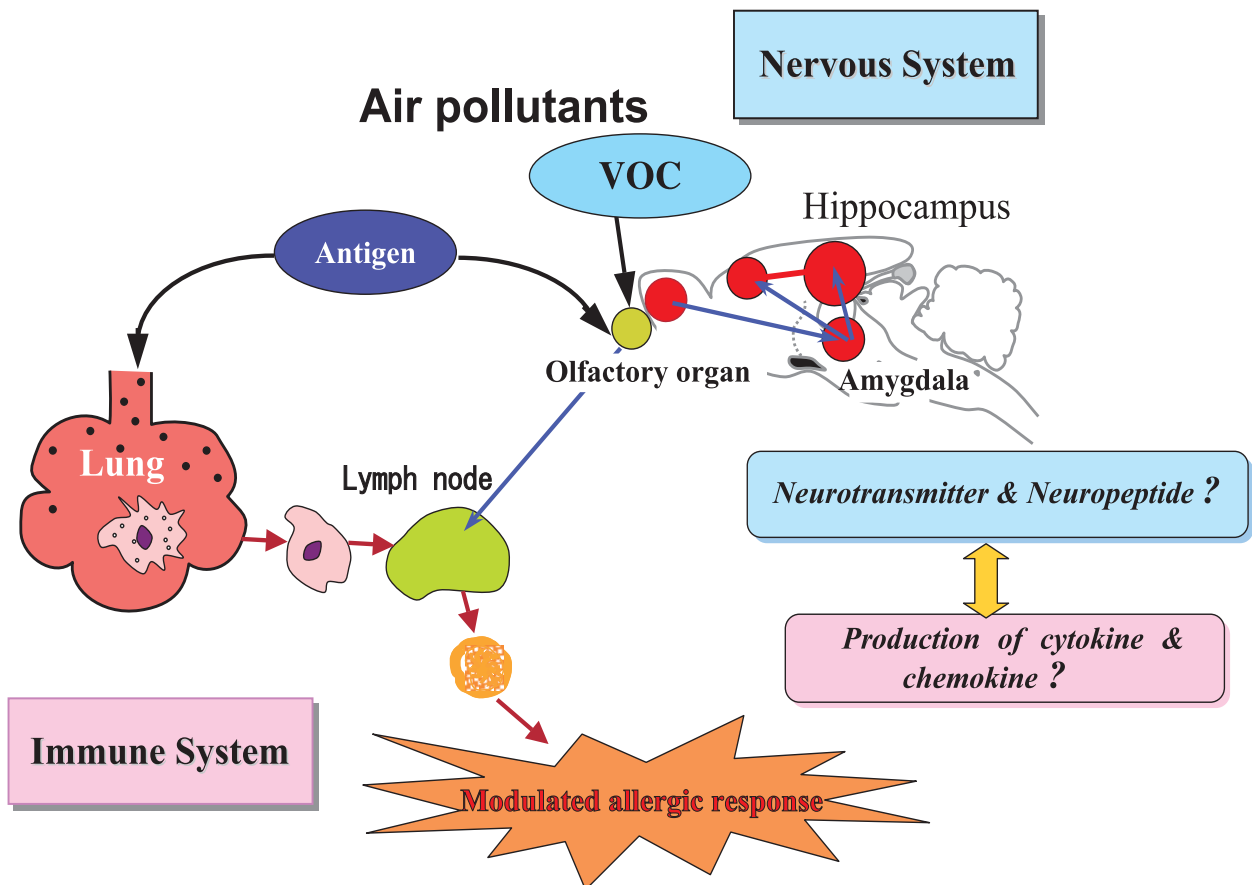 Nervous System
Air pollutants
VOC
Hippocampus
Antigen
Olfactory organ
Amygdala
Lung
Lymph node
Neurotransmitter & Neuropeptide ?
Production of cytokine &
chemokine ?
Immune System
Modulated allergic response